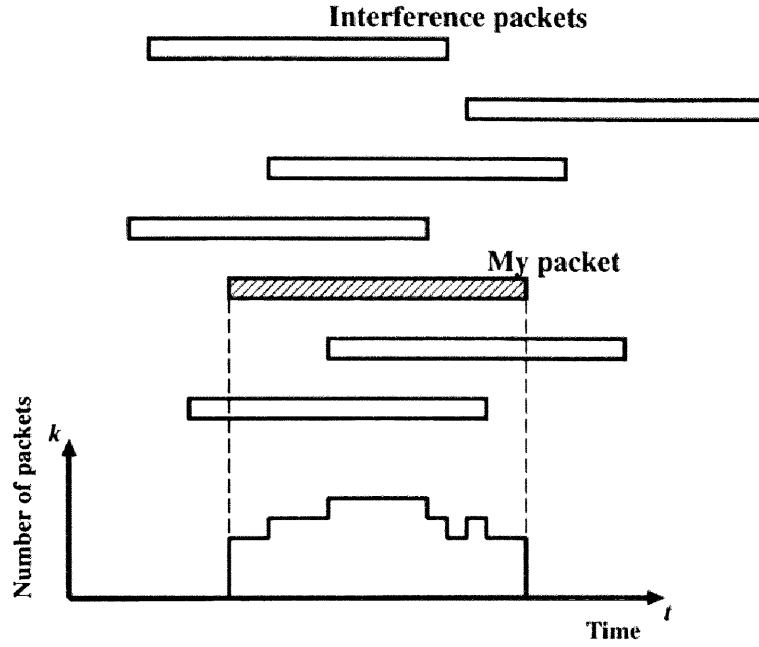 Interference packets
My packet
Number of packets
k
t
Time